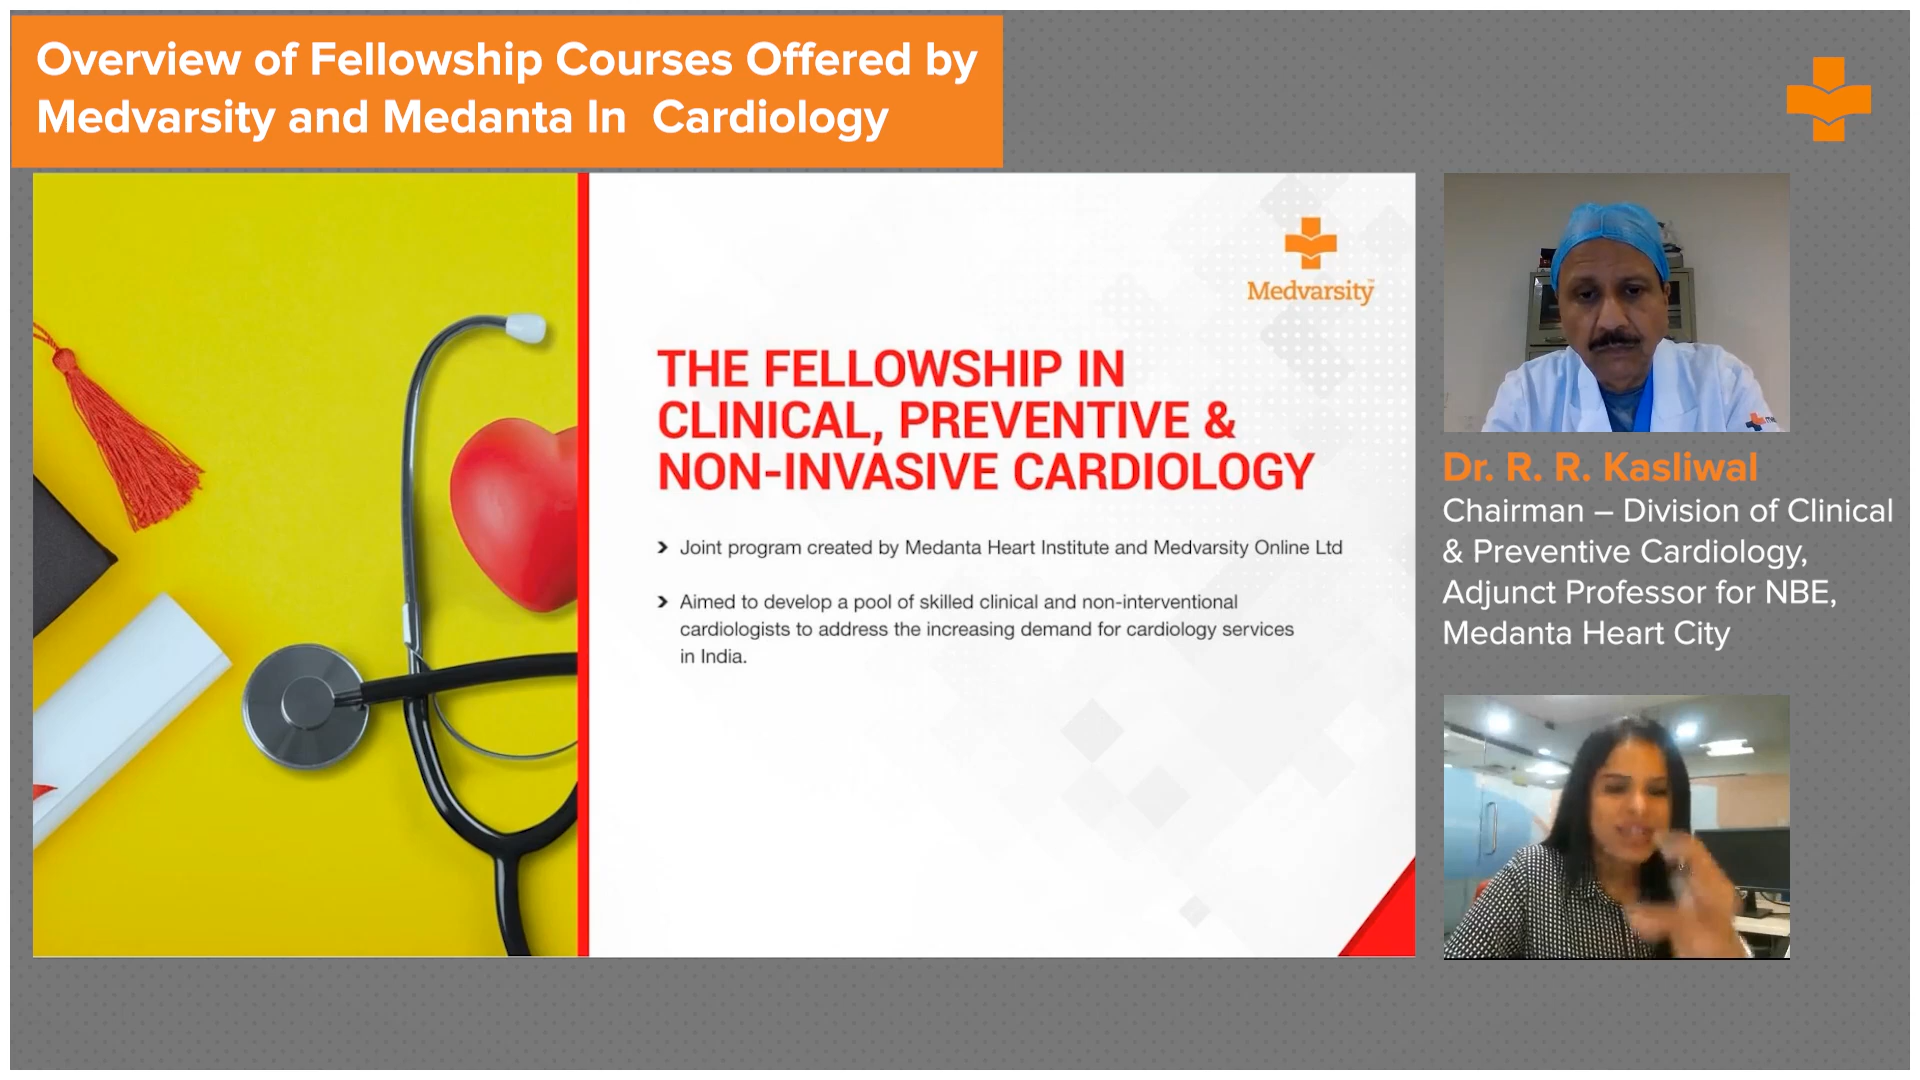 Overview of Fellowship Courses Offered by
Medvarsity and Medanta In  Cardiology
Medvarsity
THE FELLOWSHIP IN
CLINICAL, PREVENTIVE &
NON-INVASIVE CARDIOLOGY
Joint program created by Medanta Heart Institute and Medvarsity Online Ltd
Aimed to develop a pool of skilled clinical and non-interventional
cardiologists to address the increasing demand for cardiology services
in India.
Dr. R. R. Kasliwal
Chairman – Division of Clinical
& Preventive Cardiology,
Adjunct Professor for NBE,
Medanta Heart City